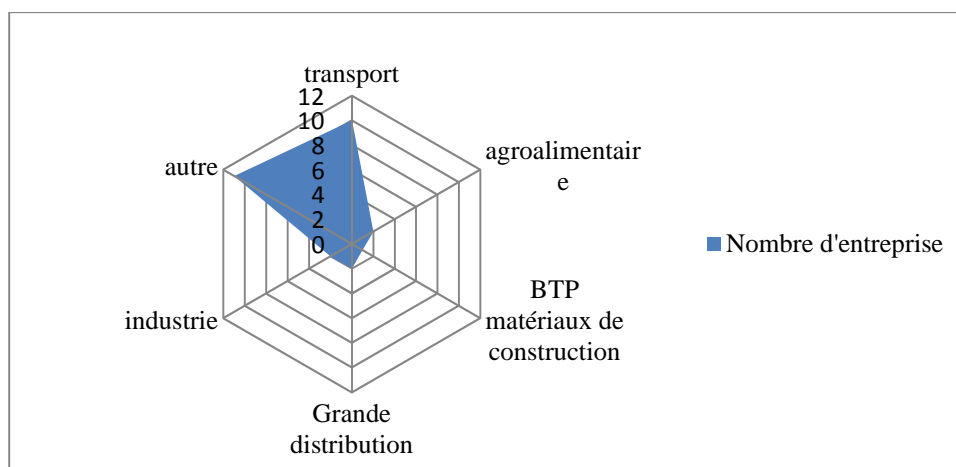 transport
12
10
8
6
4
2
0
autre
agroalimentair
e
Nombre d'entreprise
industrie
BTP
matériaux de
construction
Grande
distribution